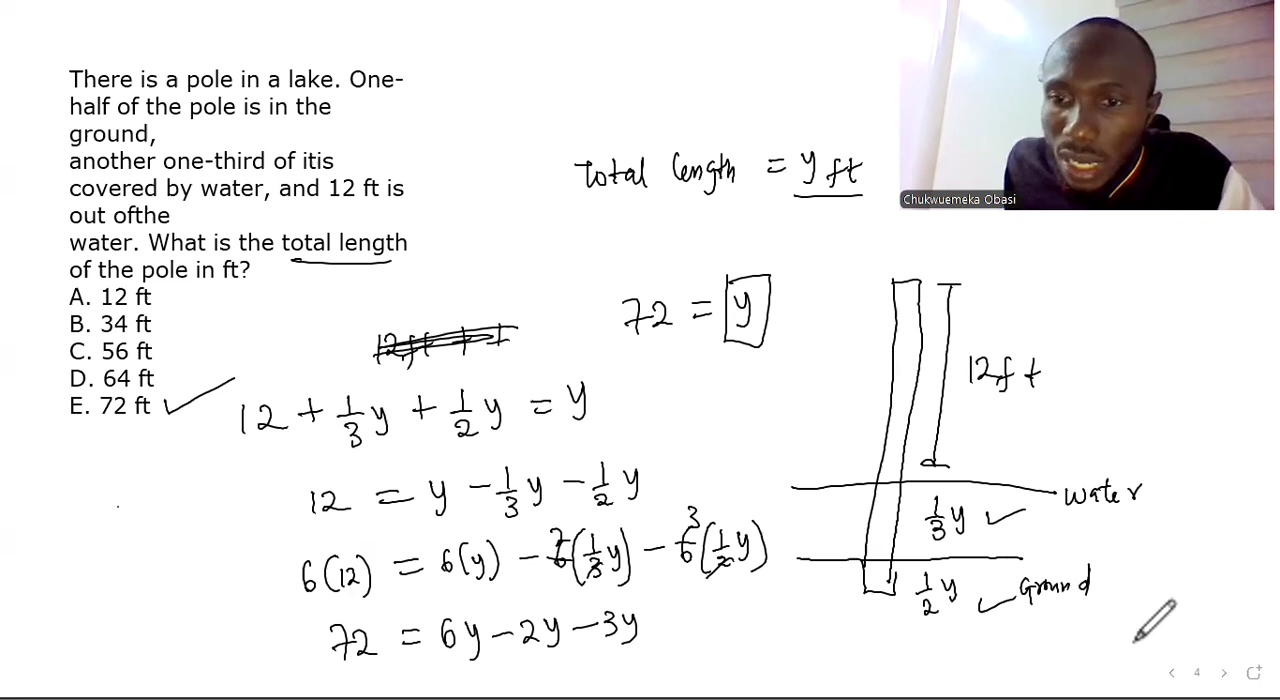 There is a pole in a lake. One-
half of the pole is in the
ground,
another one-third of itis
covered by water, and 12 ft is
out ofthe
water. What is the total length
of the pole in ft?
A. 12 ft
B. 34 ft
C. 56 ft
D. 64 ft
E. 72 ft
Total length = y ft
Chukwuemeka Obasi
72 = y
12 + 1/3 y + 1/2 y = y
12 = y - 1/3 y - 1/2 y
6(12) = 6(y) - 2 6(1/3 y) - 3 6(1/2 y)
72 = 6y - 2y - 3y
12ft
water
1/3 y
1/2 y
Ground
4